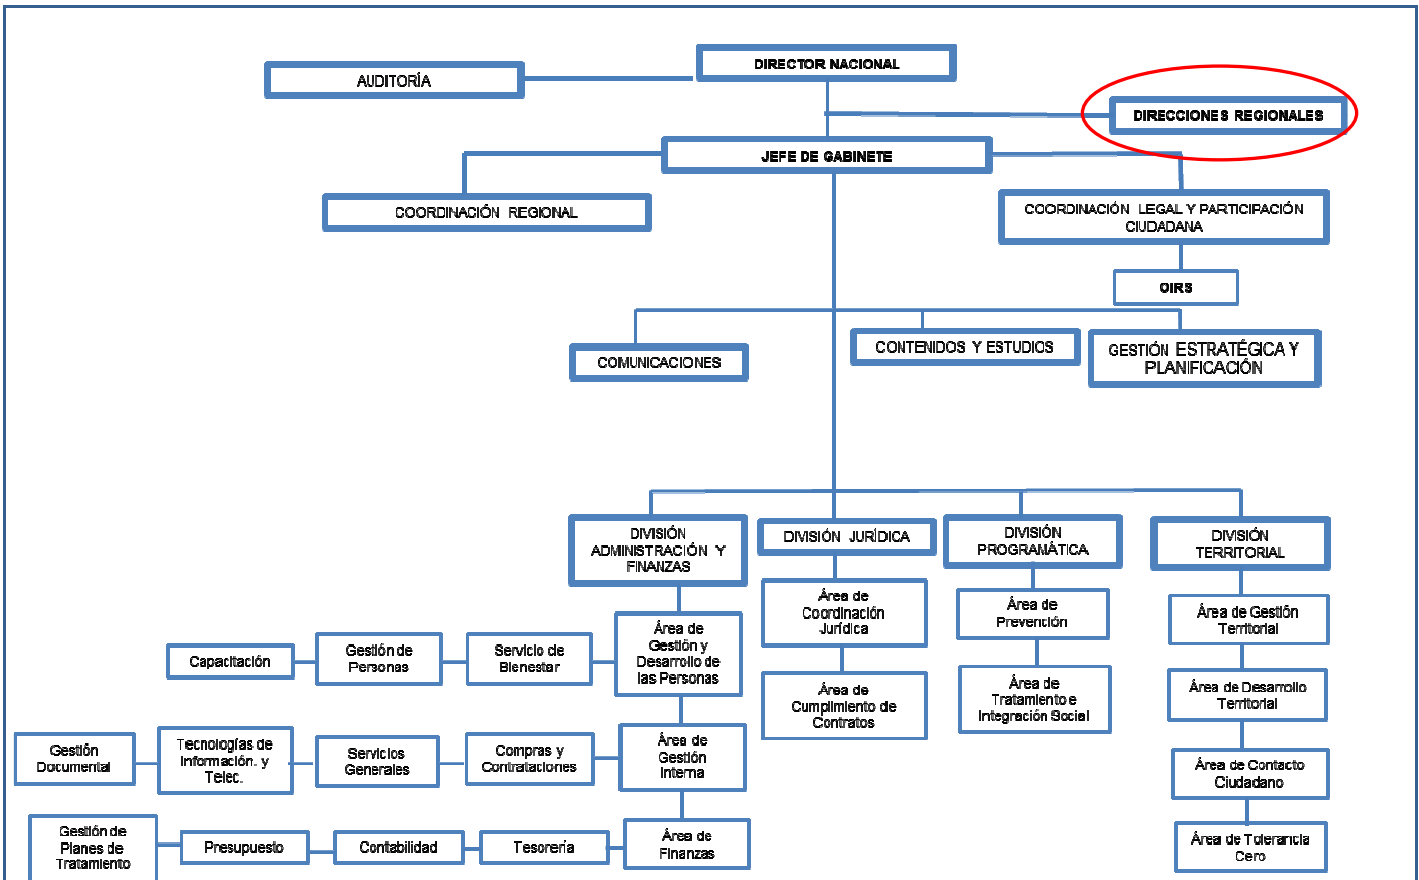 DIRECTOR NACIONAL
AUDITORÍA
DIRECCIONES REGIONALES
JEFE DE GABINETE
COORDINACIÓN REGIONAL
COORDINACIÓN LEGAL Y PARTICIPACIÓN
CIUDADANA
OIRS
COMUNICACIONES
CONTENIDOS Y ESTUDIOS
GESTIÓN ESTRATÉGICA Y
PLANIFICACIÓN
DIVISIÓN
ADMINISTRACIÓN Y
FINANZAS
DIVISIÓN JURÍDICA
DIVISIÓN
PROGRAMÁTICA
DIVISIÓN
TERRITORIAL
Área de
Coordinación
Jurídica
Área de
Prevención
Área de Gestión
Territorial
Capacitación
Gestión de
Personas
Servicio de
Bienestar
Área de
Gestión y
Desarrollo de
las Personas
Área de
Cumplimiento de
Contratos
Área de
Tratamiento e
Integración Social
Área de Desarrollo
Territorial
Gestión
Documental
Tecnologías de
Información. y
Telec.
Servicios
Generales
Compras y
Contrataciones
Área de
Gestión
Interna
Área de Contacto
Ciudadano
Gestión de
Planes de
Tratamiento
Presupuesto
Contabilidad
Tesorería
Área de
Finanzas
Área de Tolerancia
Cero